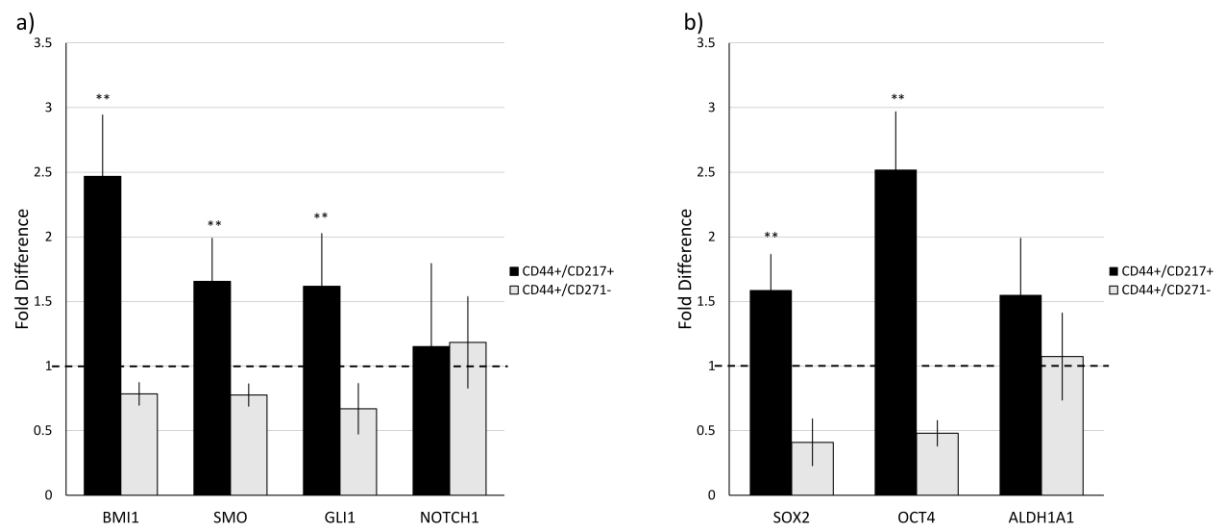 a)
3.5
3
2.5
2
1.5
1
0.5
0
Fold Difference
**
**
**
BMI1 SMO GLI1 NOTCH1
CD44+/CD217+
CD44+/CD271-
b)
3.5
3
2.5
2
1.5
1
0.5
0
Fold Difference
**
**
SOX2 OCT4 ALDH1A1
CD44+/CD217+
CD44+/CD271-